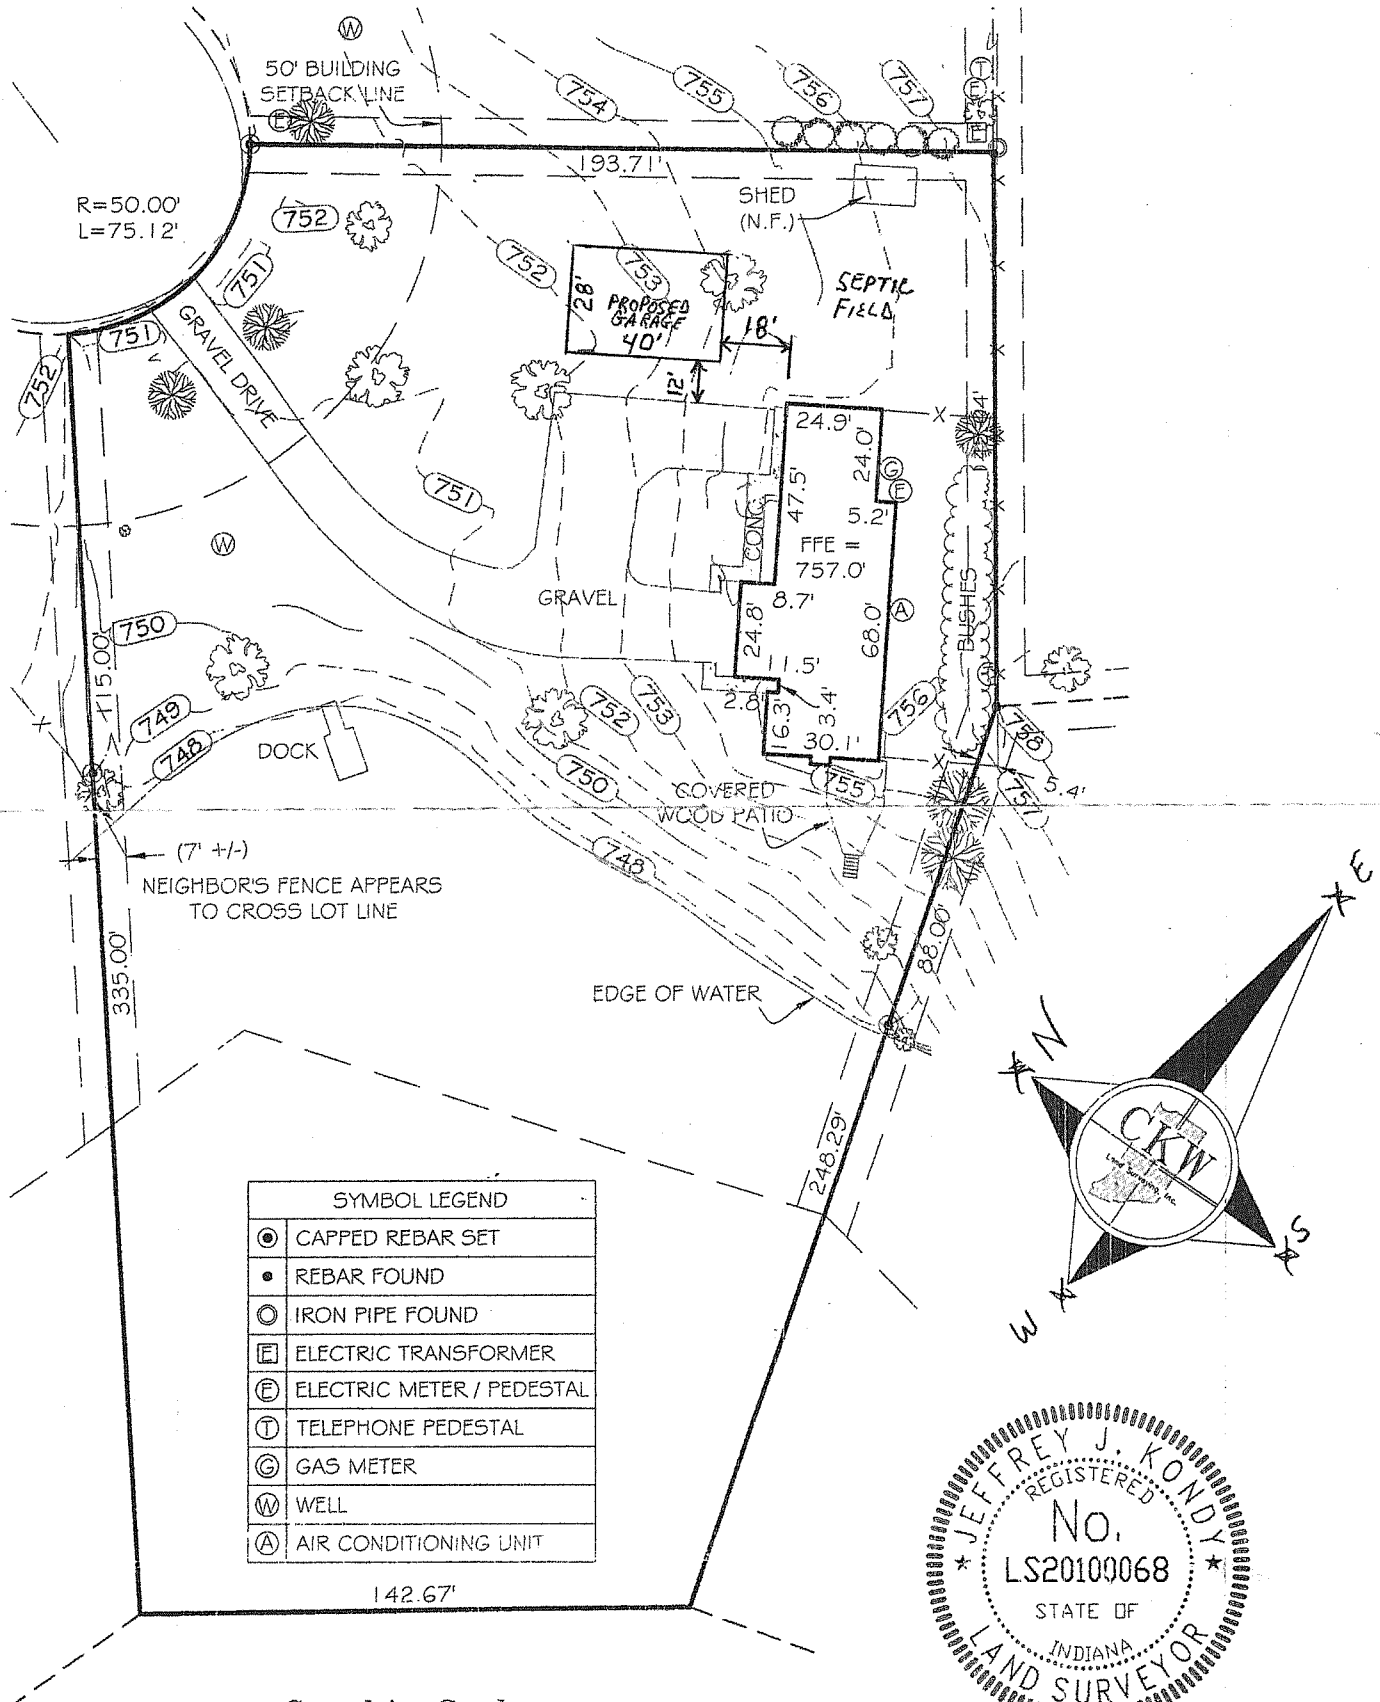 W
50' BUILDING
SETBACK LINE
E
754
755
756
757
T
E
E
193.71'
R=50.00'
L=75.12'
752
SHED
(N.F.)
751
752
753
28'
PROPOSED
GARAGE
40'
SEPTIC
FIELD
18'
12'
GRAVEL DRIVE
751
752
24.9'
24.0'
47.5'
G
E
5.2'
751
W
CONC
FFE =
757.0'
GRAVEL
8.7'
A
BUSHES
24.8'
68.0'
750
115.00'
11.5'
2.8'
3.4'
16.3'
30.1'
749
748
DOCK
752
753
756
758
750
755
757
5.4'
COVERED
WOOD PATIO
748
(7' +/-)
NEIGHBOR'S FENCE APPEARS
TO CROSS LOT LINE
335.00'
88.00'
EDGE OF WATER
E
N
CKW
Land Surveying, Inc.
S
W
248.29'
SYMBOL LEGEND
CAPPED REBAR SET
REBAR FOUND
IRON PIPE FOUND
E ELECTRIC TRANSFORMER
E ELECTRIC METER / PEDESTAL
T TELEPHONE PEDESTAL
G GAS METER
W WELL
A AIR CONDITIONING UNIT
142.67'
JEFFREY J. KONDY
REGISTERED
No.
LS20100068
STATE OF
INDIANA
LAND SURVEYOR